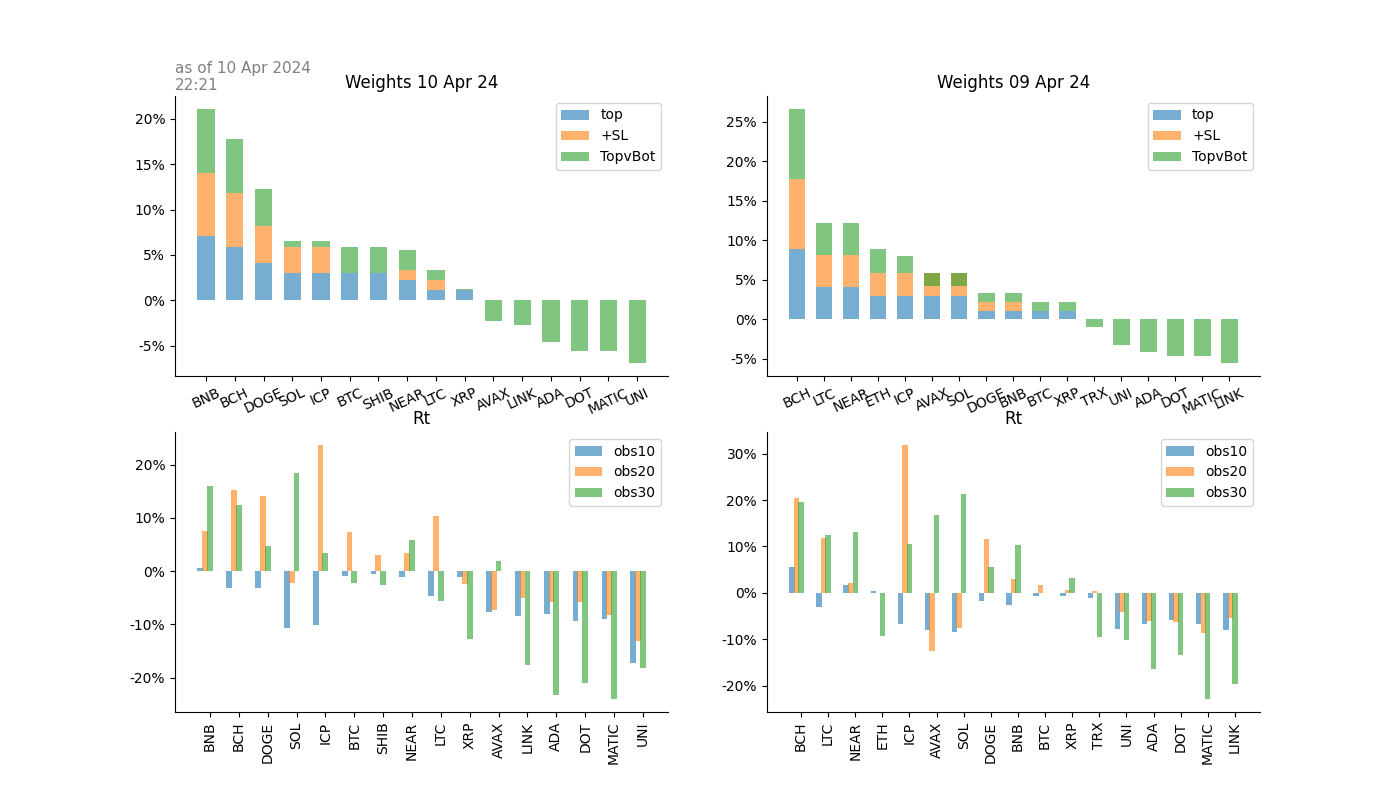 as of 10 Apr 2024
22:21
Weights 10 Apr 24
20%
15%
10%
5%
0%
-5%
top
+SL
TopvBot
BNB BCH DOGE SOL ICP BTC SHIB NEAR LTC XRP AVAX LINK ADA DOT MATIC UNI
Weights 09 Apr 24
25%
20%
15%
10%
5%
0%
-5%
top
+SL
TopvBot
BCH LTC NEAR ETH ICP AVAX SOL DOGE BNB BTC XRP TRX UNI ADA DOT MATIC LINK
Rt
20%
10%
0%
-10%
-20%
obs10
obs20
obs30
BNB BCH DOGE SOL ICP BTC SHIB NEAR LTC XRP AVAX LINK ADA DOT MATIC UNI
Rt
30%
20%
10%
0%
-10%
-20%
obs10
obs20
obs30
BCH LTC NEAR ETH ICP AVAX SOL DOGE BNB BTC XRP TRX UNI ADA DOT MATIC LINK